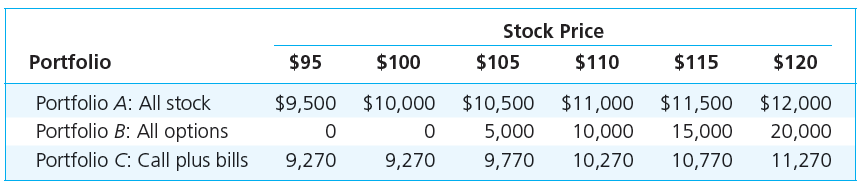 Stock Price
Portfolio $95 $100 $105 $110 $115 $120
Portfolio A: All stock $9,500 $10,000 $10,500 $11,000 $11,500 $12,000
Portfolio B: All options 0 0 5,000 10,000 15,000 20,000
Portfolio C: Call plus bills 9,270 9,270 9,770 10,270 10,770 11,270